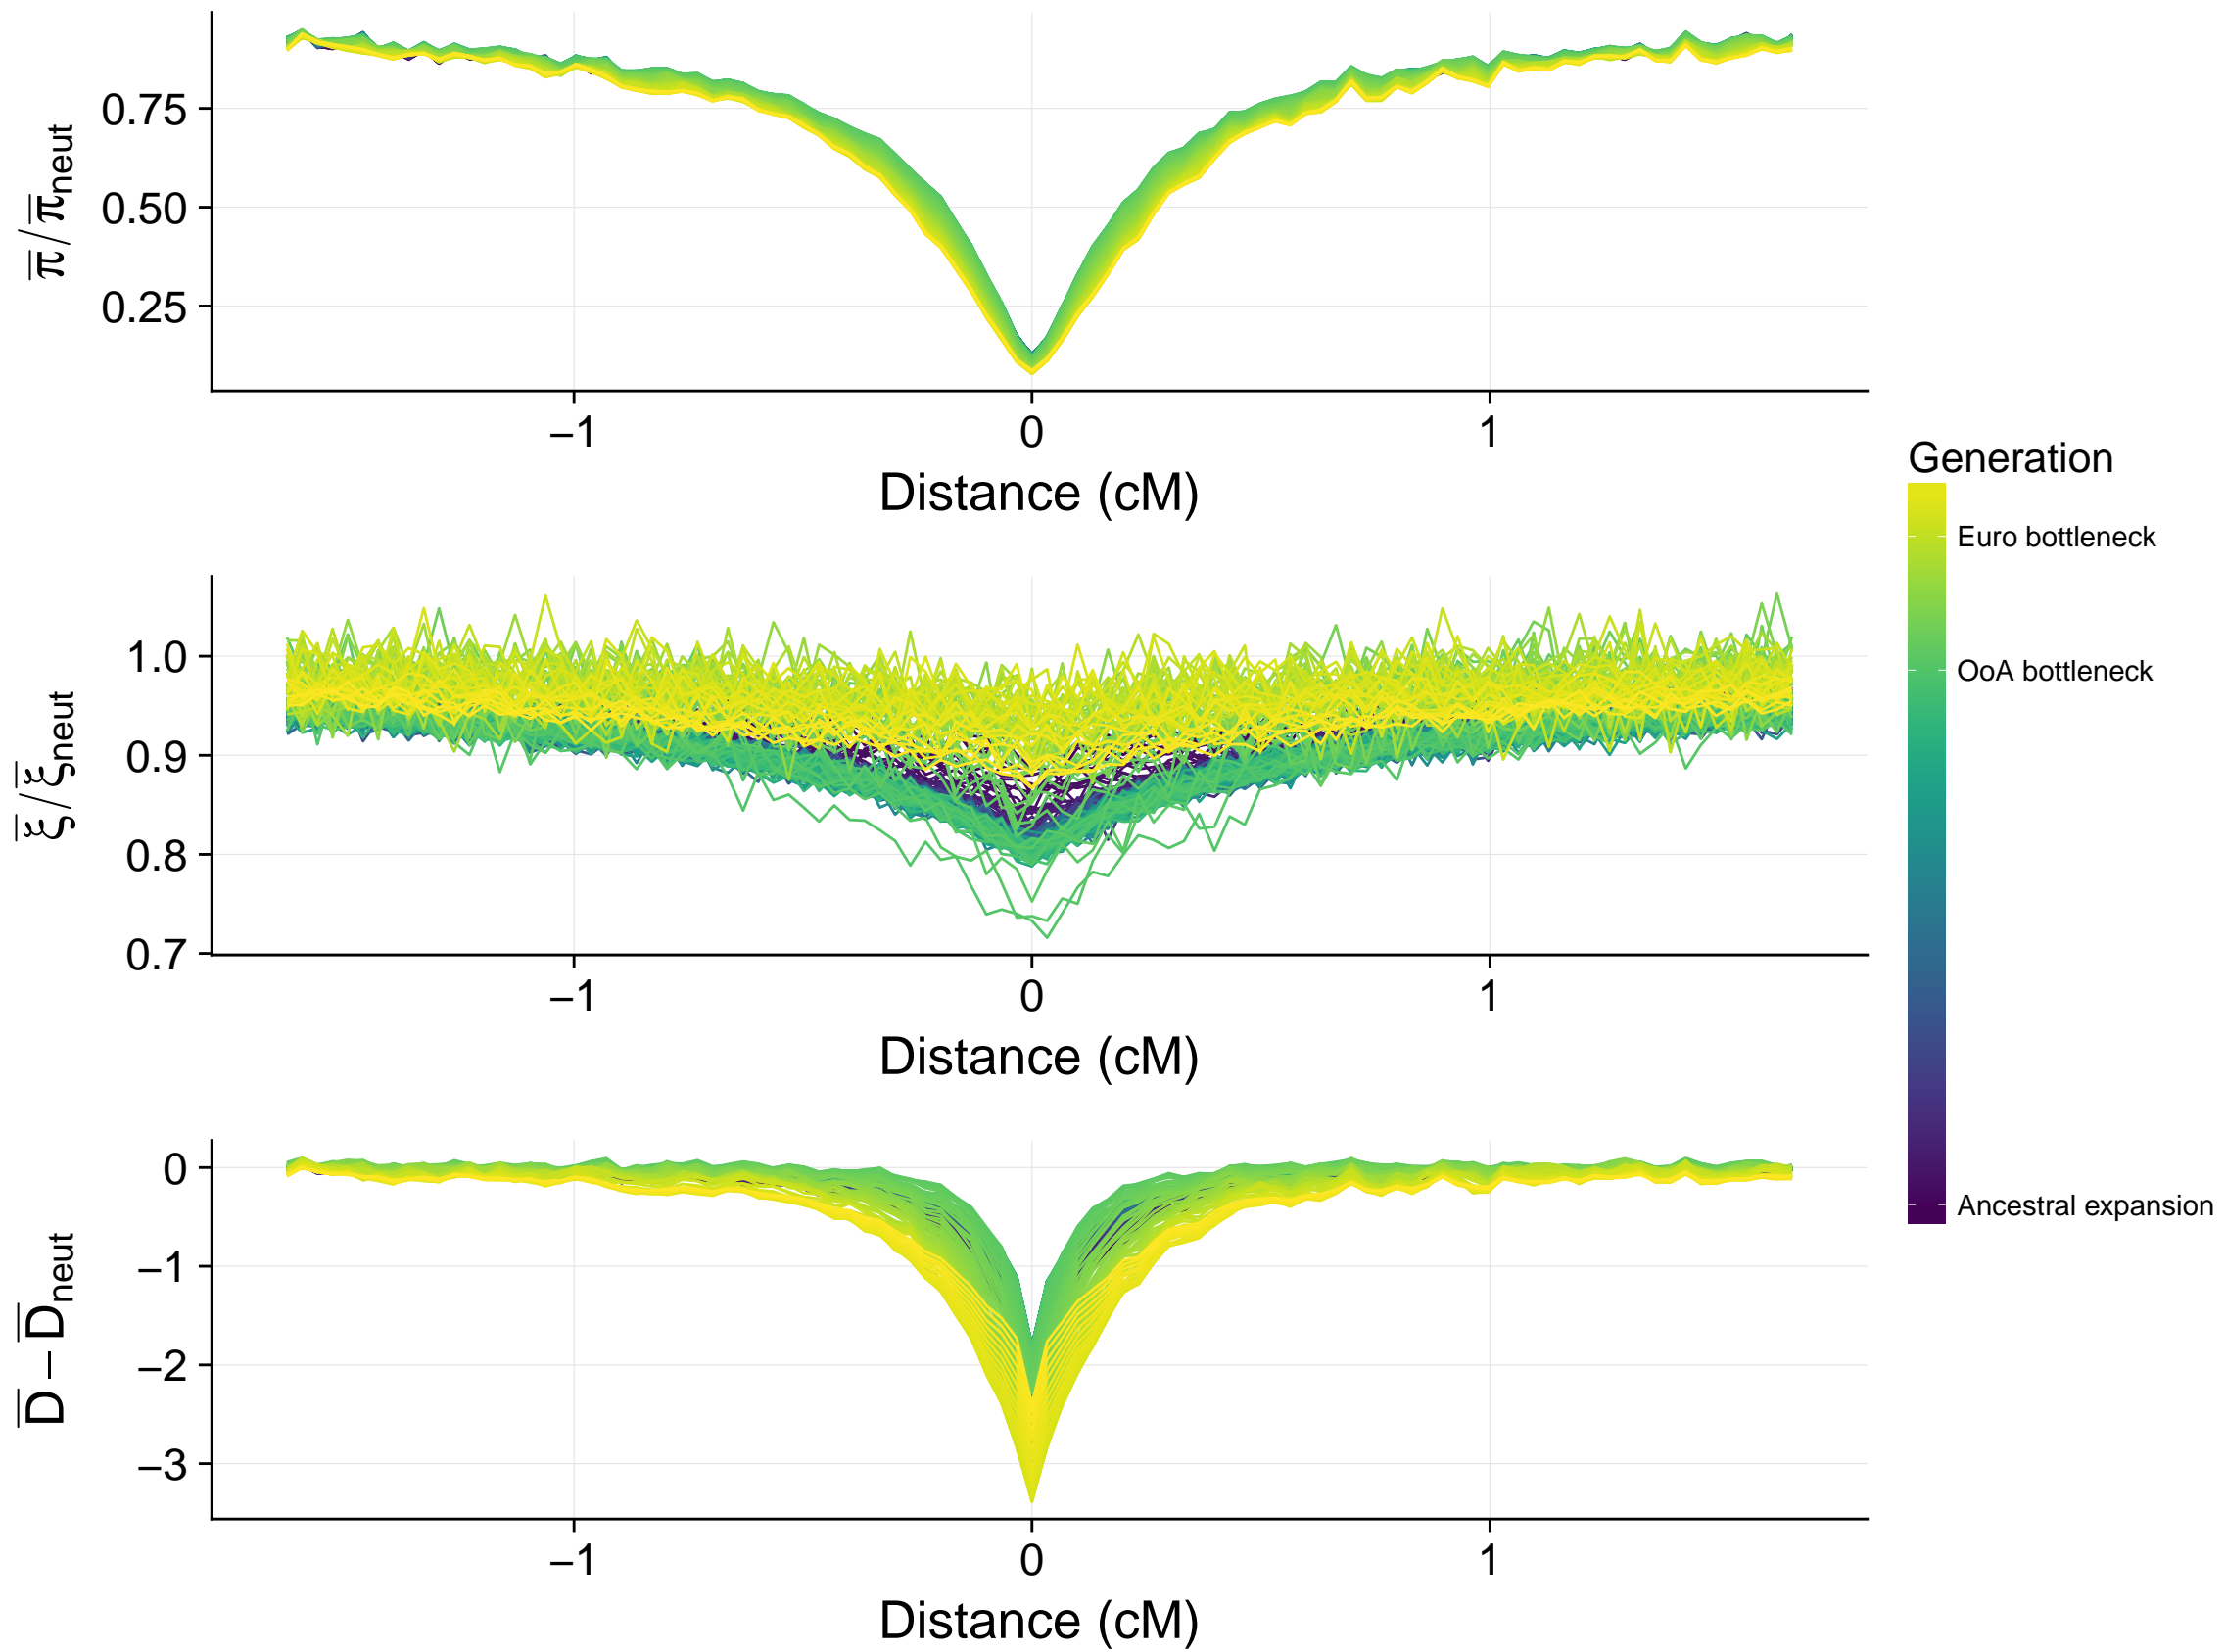 π̅/π̅neut
0.75
0.50
0.25
−1 0 1
Distance (cM)
ξ̅/ξ̅neut
1.0
0.9
0.8
0.7
−1 0 1
Distance (cM)
D̅−D̅neut
0
−1
−2
−3
−1 0 1
Distance (cM)
Generation
Euro bottleneck
OoA bottleneck
Ancestral expansion